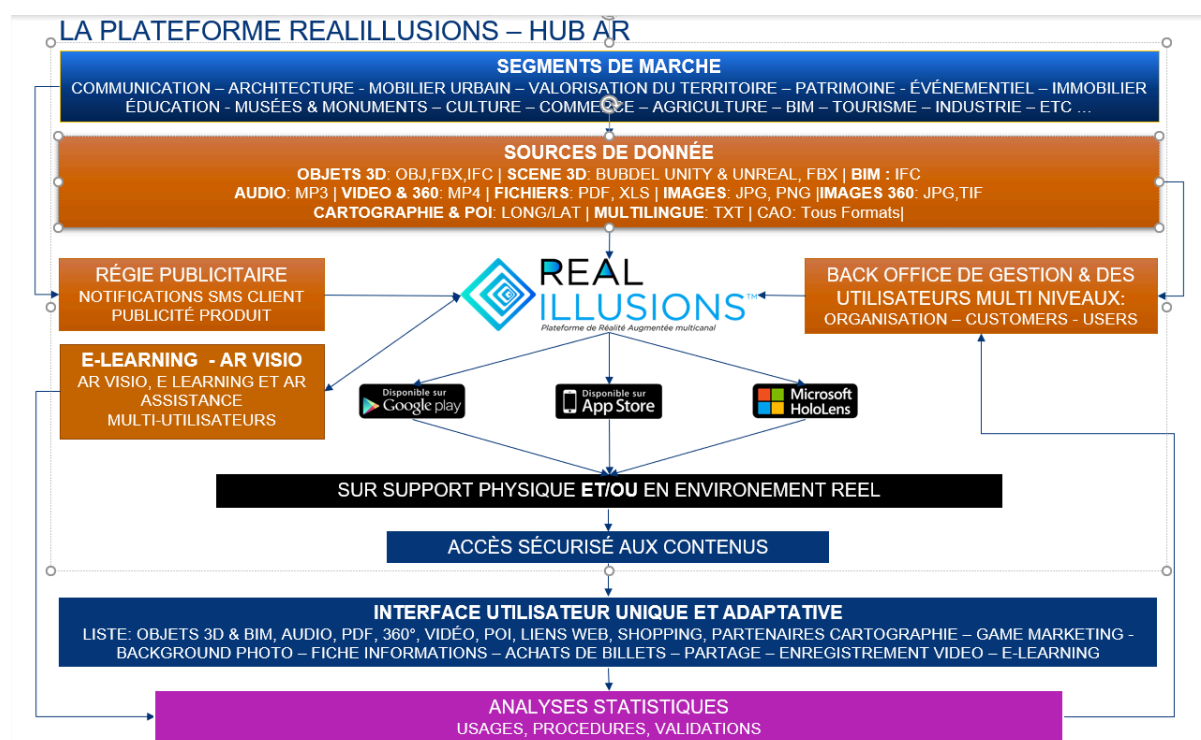 LA PLATEFORME REALILLUSIONS – HUB AR
SEGMENTS DE MARCHE
COMMUNICATION – ARCHITECTURE - MOBILIER URBAIN – VALORISATION DU TERRITOIRE – PATRIMOINE - ÉVÉNEMENTIEL – IMMOBILIER
ÉDUCATION - MUSÉES & MONUMENTS – CULTURE – COMMERCE – AGRICULTURE – BIM – TOURISME – INDUSTRIE – ETC …
SOURCES DE DONNÉE
OBJETS 3D: OBJ,FBX,IFC | SCENE 3D: BUBDEL UNITY & UNREAL, FBX | BIM : IFC
AUDIO: MP3 | VIDEO & 360: MP4 | FICHIERS: PDF, XLS | IMAGES: JPG, PNG |IMAGES 360: JPG,TIF
CARTOGRAPHIE & POI: LONG/LAT | MULTILINGUE: TXT | CAO: Tous Formats|
RÉGIE PUBLICITAIRE
NOTIFICATIONS SMS CLIENT
PUBLICITÉ PRODUIT
REAL
ILLUSIONS™
Plateforme de Réalité Augmentée multicanal
BACK OFFICE DE GESTION & DES
UTILISATEURS MULTI NIVEAUX:
ORGANISATION – CUSTOMERS - USERS
E-LEARNING - AR VISIO
AR VISIO, E LEARNING ET AR
ASSISTANCE
MULTI-UTILISATEURS
Disponible sur
Google play
Disponible sur
App Store
Microsoft
HoloLens
SUR SUPPORT PHYSIQUE ET/OU EN ENVIRONEMENT REEL
ACCÈS SÉCURISÉ AUX CONTENUS
INTERFACE UTILISATEUR UNIQUE ET ADAPTATIVE
LISTE: OBJETS 3D & BIM, AUDIO, PDF, 360°, VIDÉO, POI, LIENS WEB, SHOPPING, PARTENAIRES CARTOGRAPHIE – GAME MARKETING -
BACKGROUND PHOTO – FICHE INFORMATIONS – ACHATS DE BILLETS – PARTAGE – ENREGISTREMENT VIDEO – E-LEARNING
ANALYSES STATISTIQUES
USAGES, PROCEDURES, VALIDATIONS